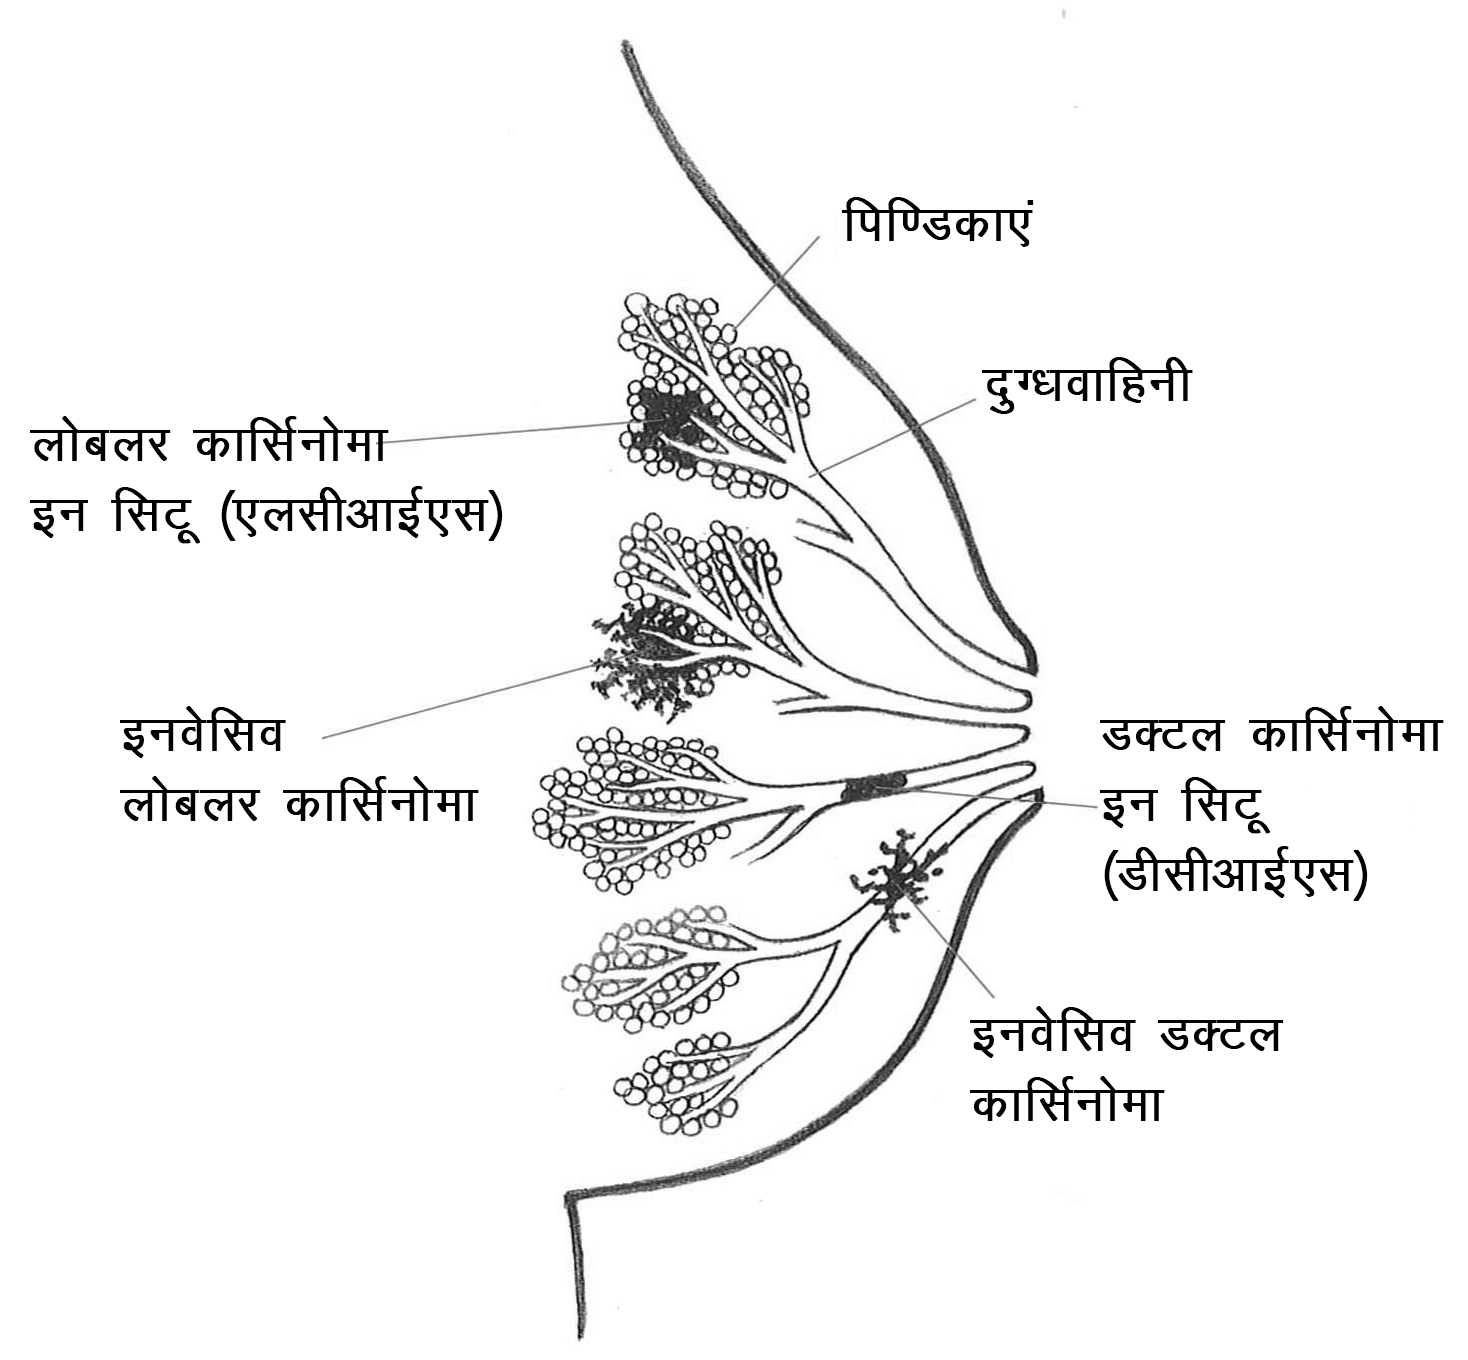 पिण्डिकाएं
दुग्धवाहिनी
लोबलर कार्सिनोमा
इन सिटू (एलसीआईएस)
इनवेसिव
लोबलर कार्सिनोमा
डक्टल कार्सिनोमा
इन सिटू
(डीसीआईएस)
इनवेसिव डक्टल
कार्सिनोमा